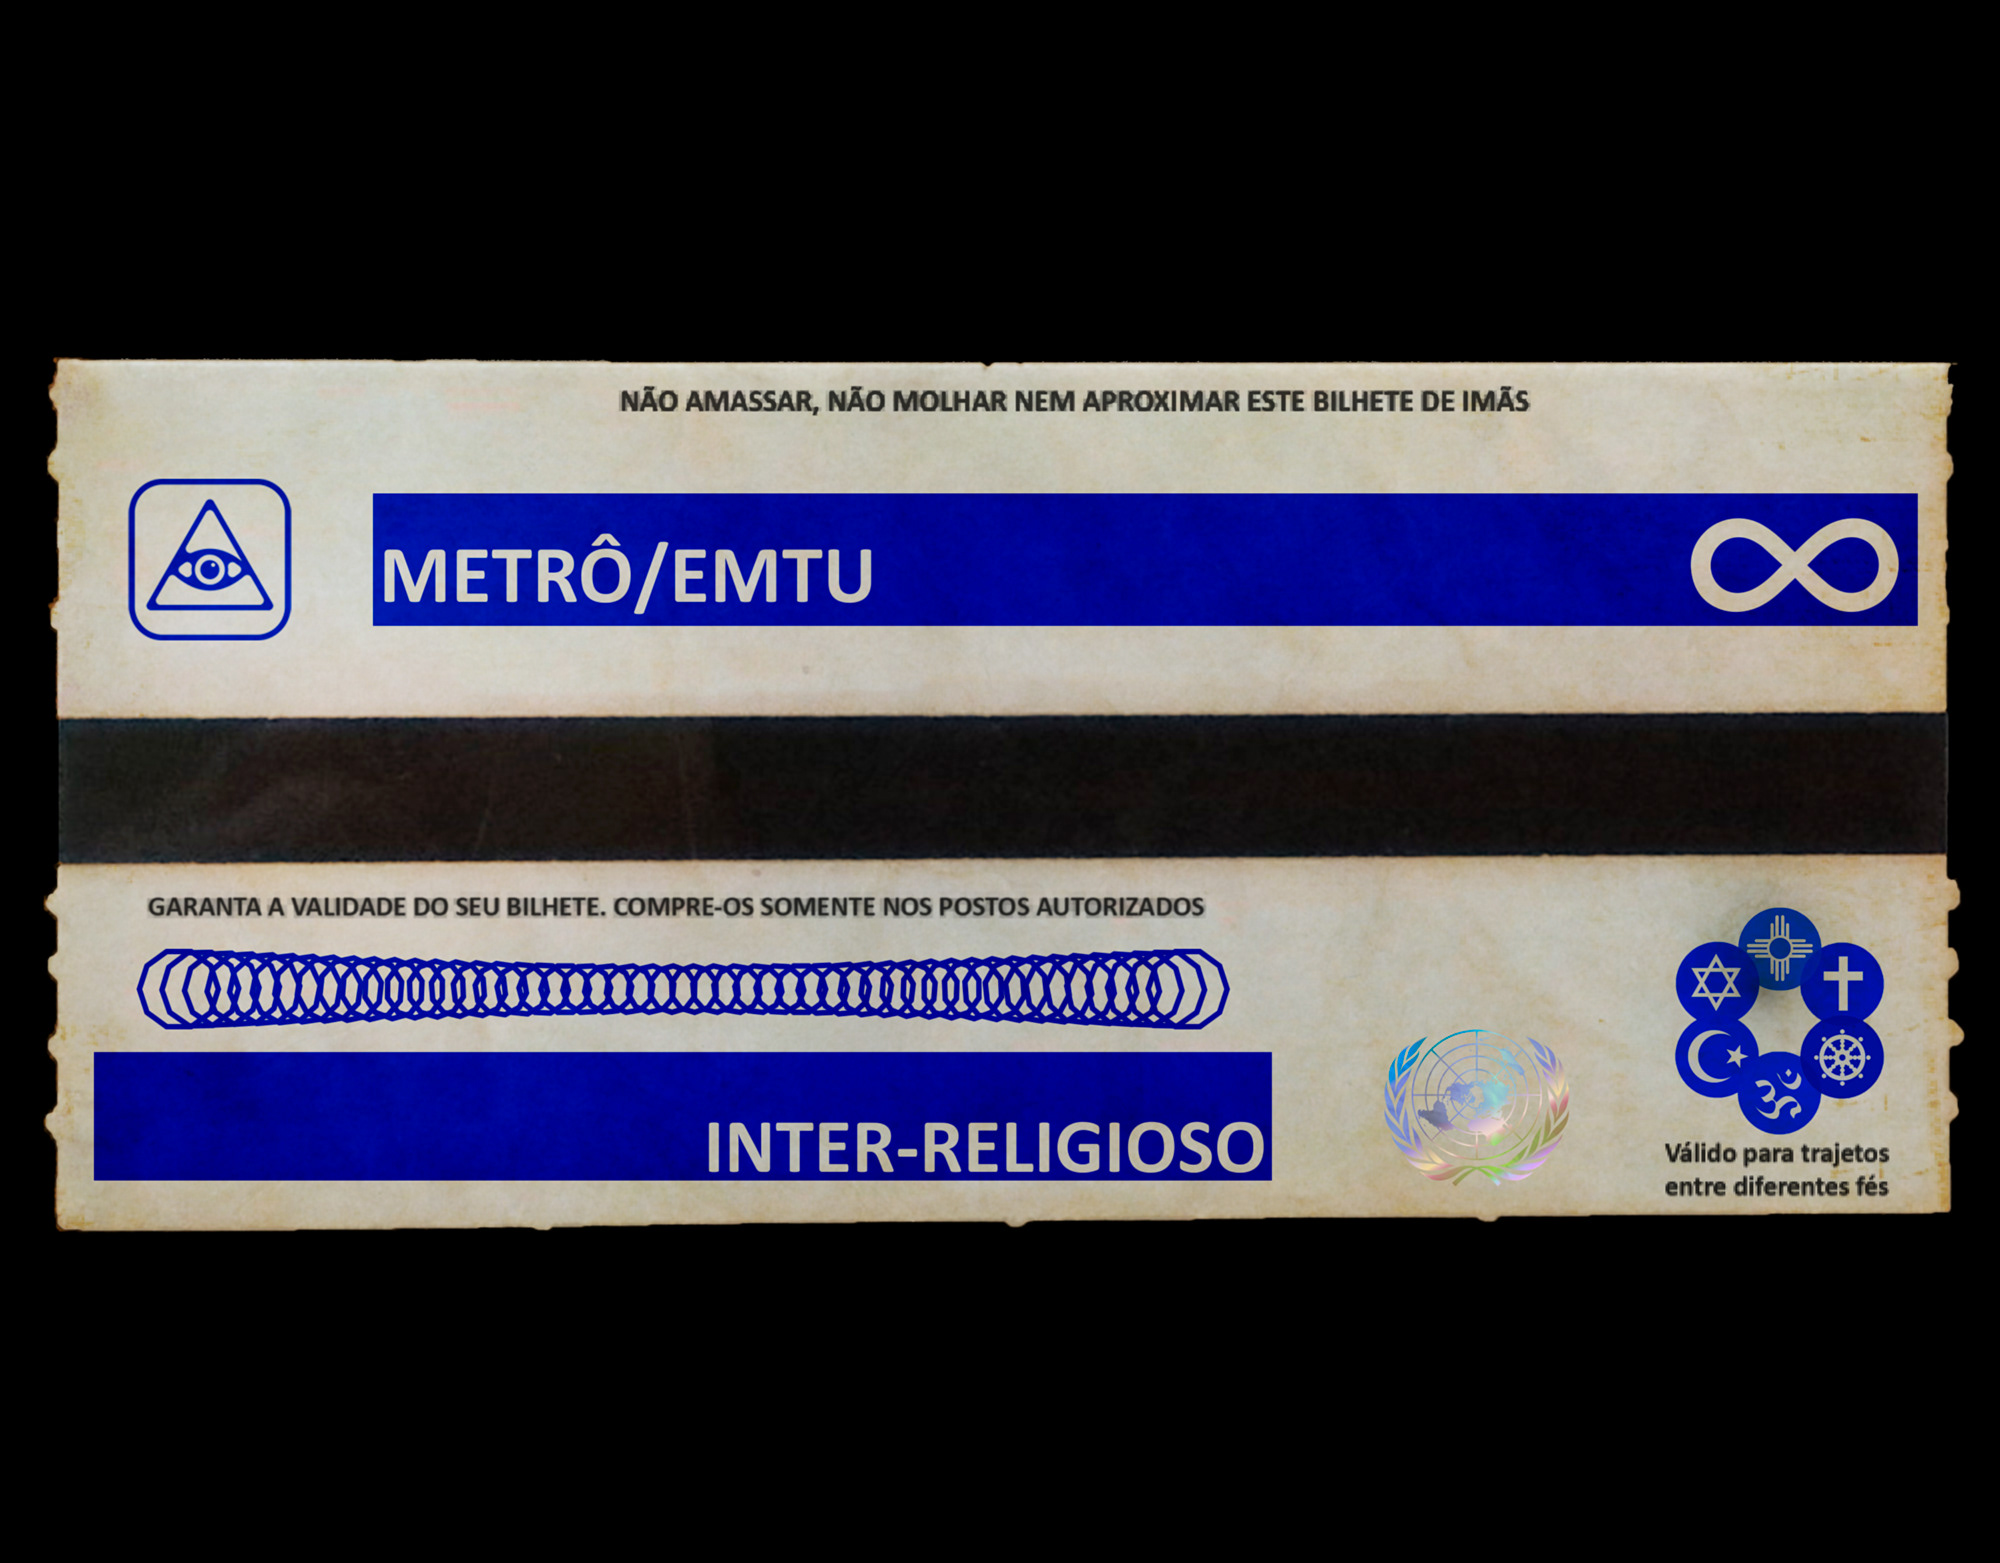 NÃO AMASSAR, NÃO MOLHAR NEM APROXIMAR ESTE BILHETE DE IMÃS
METRÔ/EMTU
GARANTA A VALIDADE DO SEU BILHETE. COMPRE-OS SOMENTE NOS POSTOS AUTORIZADOS
INTER-RELIGIOSO
Válido para trajetos
entre diferentes fés